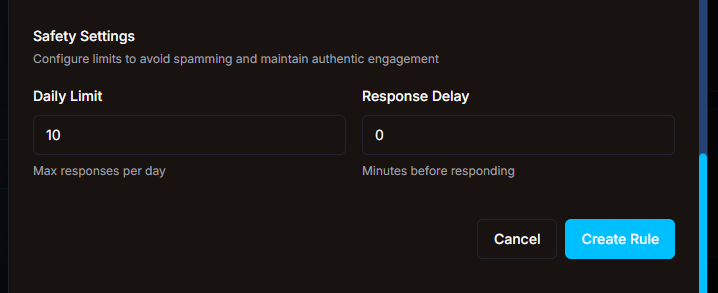 Safety Settings
Configure limits to avoid spamming and maintain authentic engagement
Daily Limit
Response Delay
10
0
Max responses per day
Minutes before responding
Cancel
Create Rule